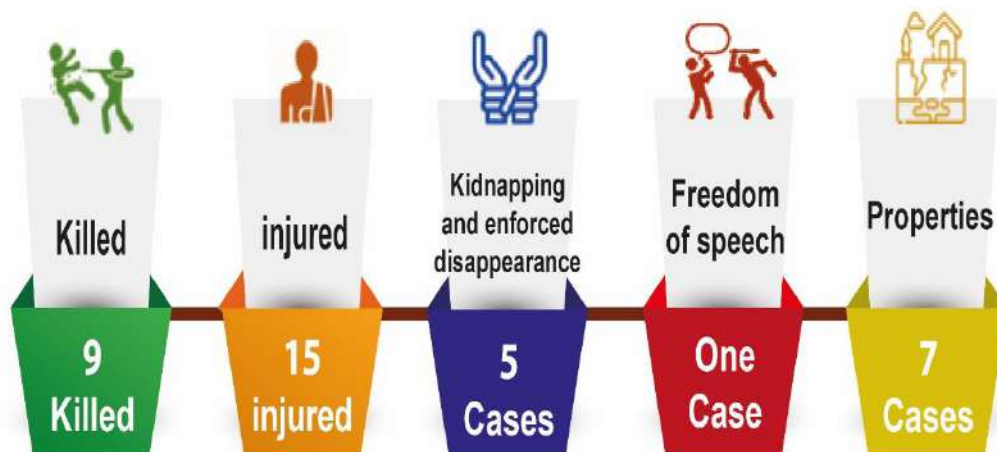 Killed
injured
Kidnapping
and enforced
disappearance
Freedom
of speech
Properties
9
Killed
15
injured
5
Cases
One
Case
7
Cases